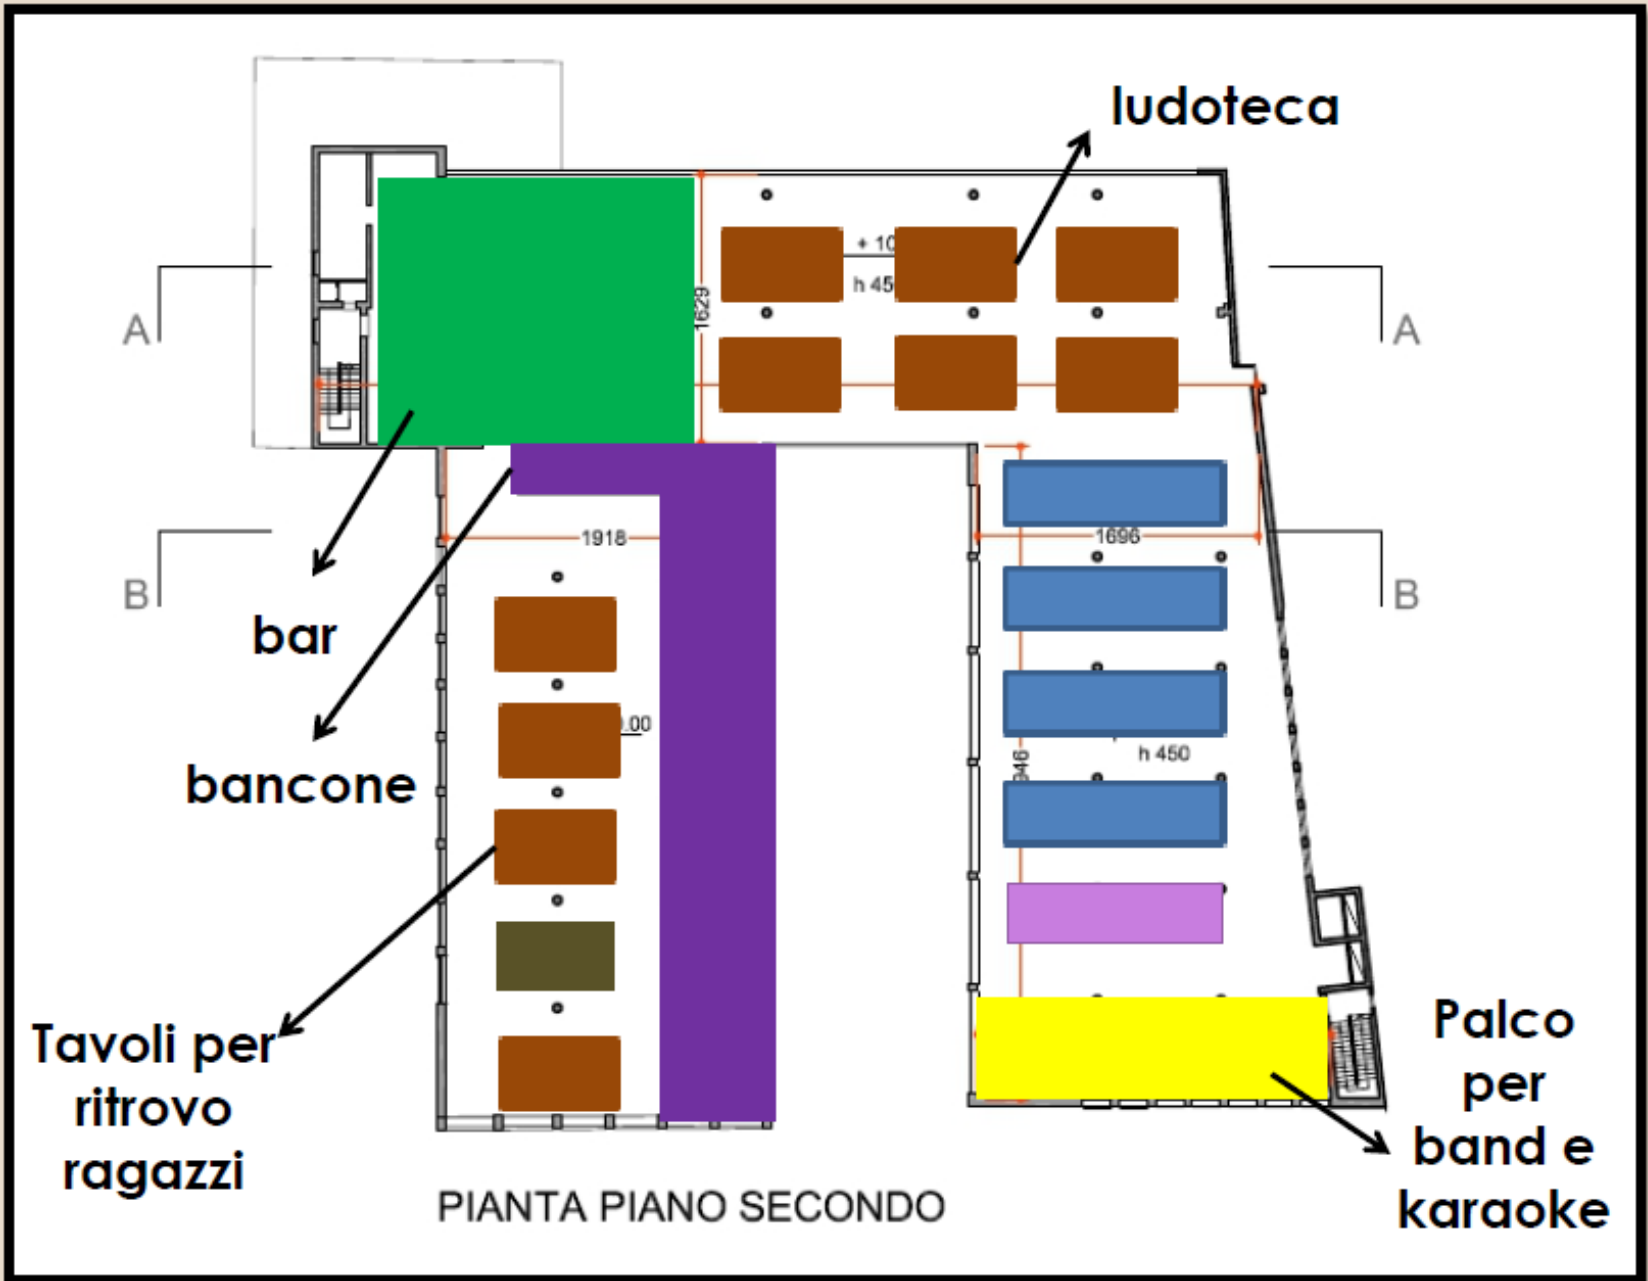 ludoteca
+ 10
h 45
1629
A
A
1918
1696
B
B
bar
.00
946
h 450
bancone
Tavoli per
ritrovo
ragazzi
Palco
per
band e
karaoke
PIANTA PIANO SECONDO